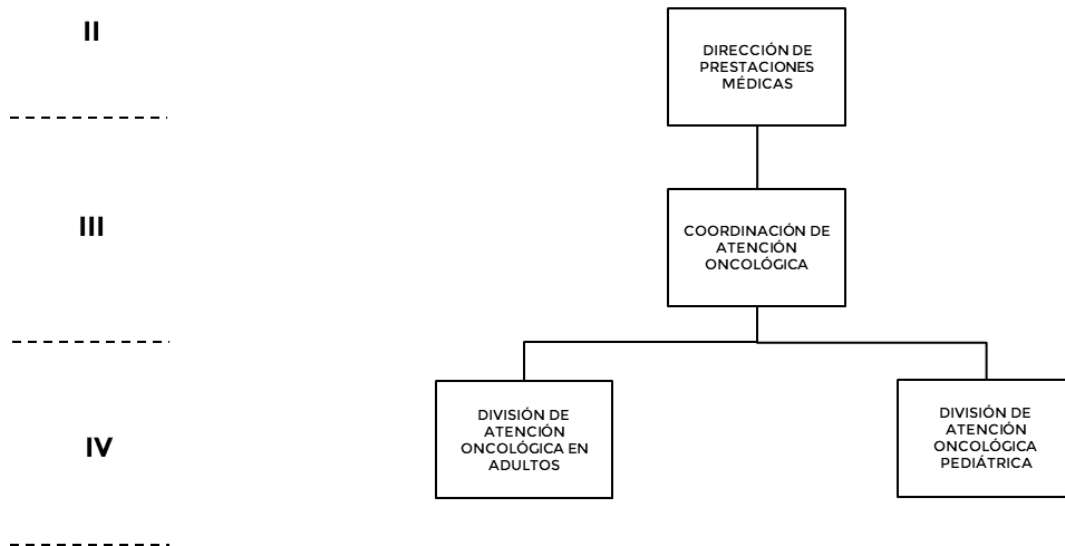 II
DIRECCIÓN DE
PRESTACIONES
MÉDICAS
III
COORDINACIÓN DE
ATENCIÓN
ONCOLÓGICA
IV
DIVISIÓN DE
ATENCIÓN
ONCOLÓGICA EN
ADULTOS
DIVISIÓN DE
ATENCIÓN
ONCOLÓGICA
PEDIÁTRICA